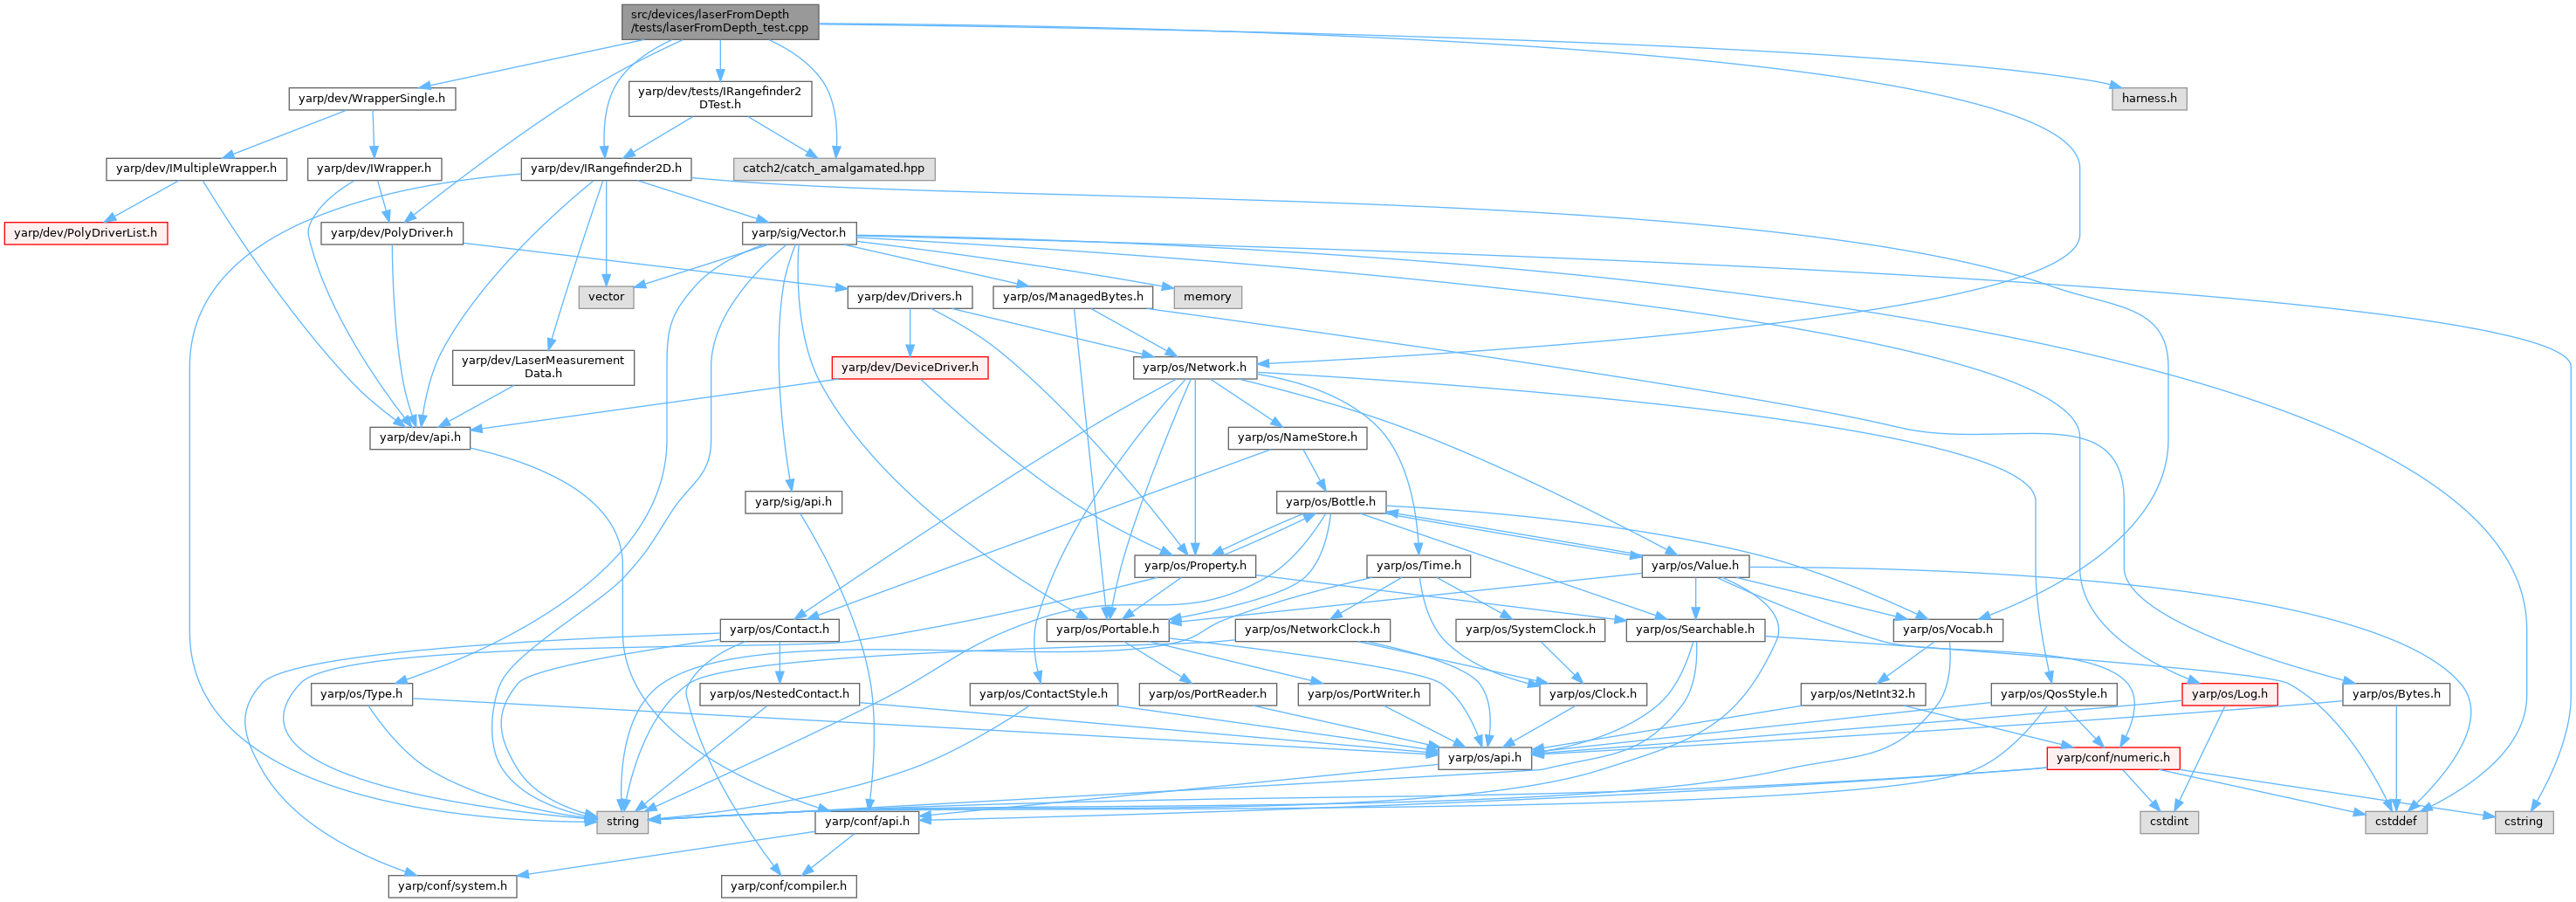 src/devices/laserFromDepth
/tests/laserFromDepth_test.cpp
yarp/dev/WrapperSingle.h
yarp/dev/tests/IRangefinder2
DTest.h
harness.h
yarp/dev/IMultipleWrapper.h
yarp/dev/IWrapper.h
yarp/dev/IRangefinder2D.h
catch2/catch_amalgamated.hpp
yarp/dev/PolyDriverList.h
yarp/dev/PolyDriver.h
yarp/sig/Vector.h
vector
yarp/dev/Drivers.h
yarp/os/ManagedBytes.h
memory
yarp/dev/LaserMeasurement
Data.h
yarp/dev/DeviceDriver.h
yarp/os/Network.h
yarp/dev/api.h
yarp/os/NameStore.h
yarp/sig/api.h
yarp/os/Bottle.h
yarp/os/Property.h
yarp/os/Time.h
yarp/os/Value.h
yarp/os/Contact.h
yarp/os/Portable.h
yarp/os/NetworkClock.h
yarp/os/SystemClock.h
yarp/os/Searchable.h
yarp/os/Vocab.h
yarp/os/Type.h
yarp/os/NestedContact.h
yarp/os/ContactStyle.h
yarp/os/PortReader.h
yarp/os/PortWriter.h
yarp/os/Clock.h
yarp/os/NetInt32.h
yarp/os/QosStyle.h
yarp/os/Log.h
yarp/os/Bytes.h
yarp/os/api.h
yarp/conf/numeric.h
string
yarp/conf/api.h
cstdint
cstddef
cstring
yarp/conf/system.h
yarp/conf/compiler.h